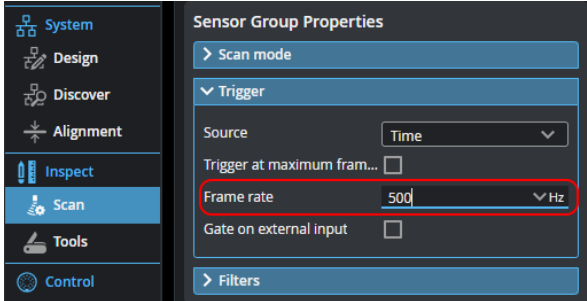 System
Design
Discover
Alignment
Inspect
Scan
Tools
Control
Sensor Group Properties
Scan mode
Trigger
Source Time
Trigger at maximum fram...
Frame rate 500 Hz
Gate on external input
Filters